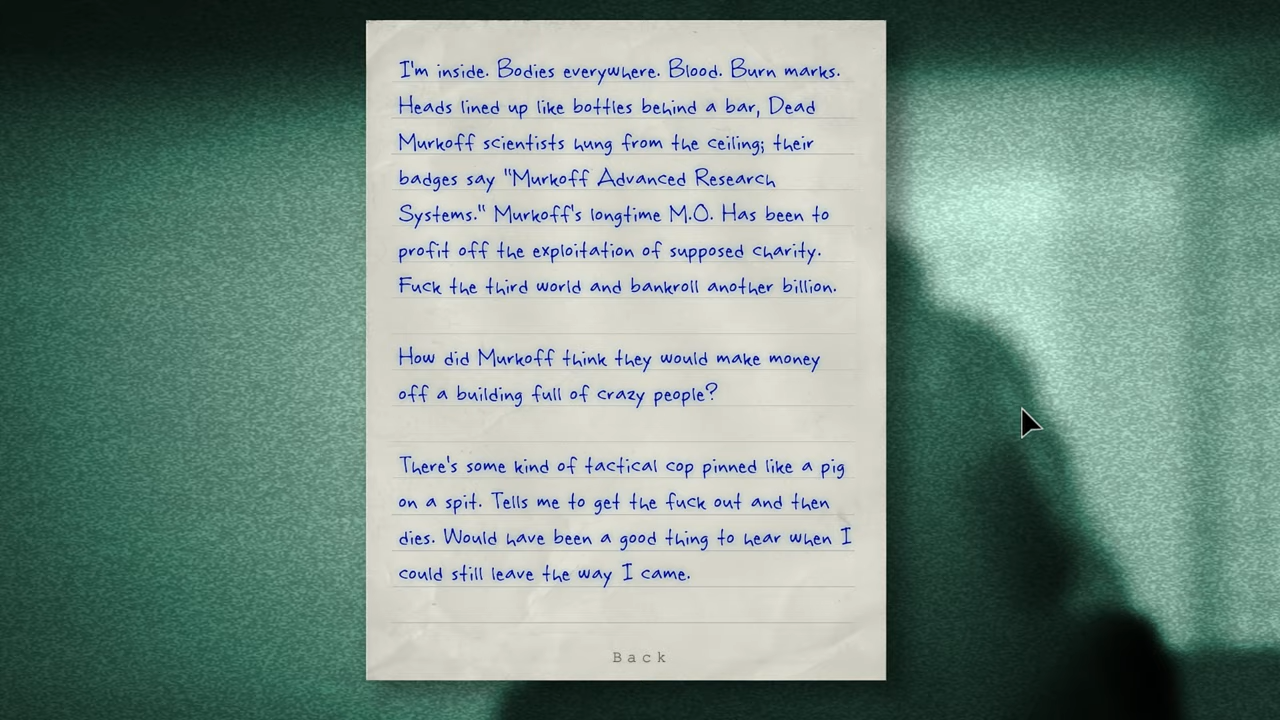 I'm inside. Bodies everywhere. Blood. Burn marks.
Heads lined up like bottles behind a bar, Dead
Murkoff scientists hung from the ceiling; their
badges say "Murkoff Advanced Research
Systems." Murkoff's longtime M.O. Has been to
profit off the exploitation of supposed charity.
Fuck the third world and bankroll another billion.
How did Murkoff think they would make money
off a building full of crazy people?
There's some kind of tactical cop pinned like a pig
on a spit. Tells me to get the fuck out and then
dies. Would have been a good thing to hear when I
could still leave the way I came.
Back